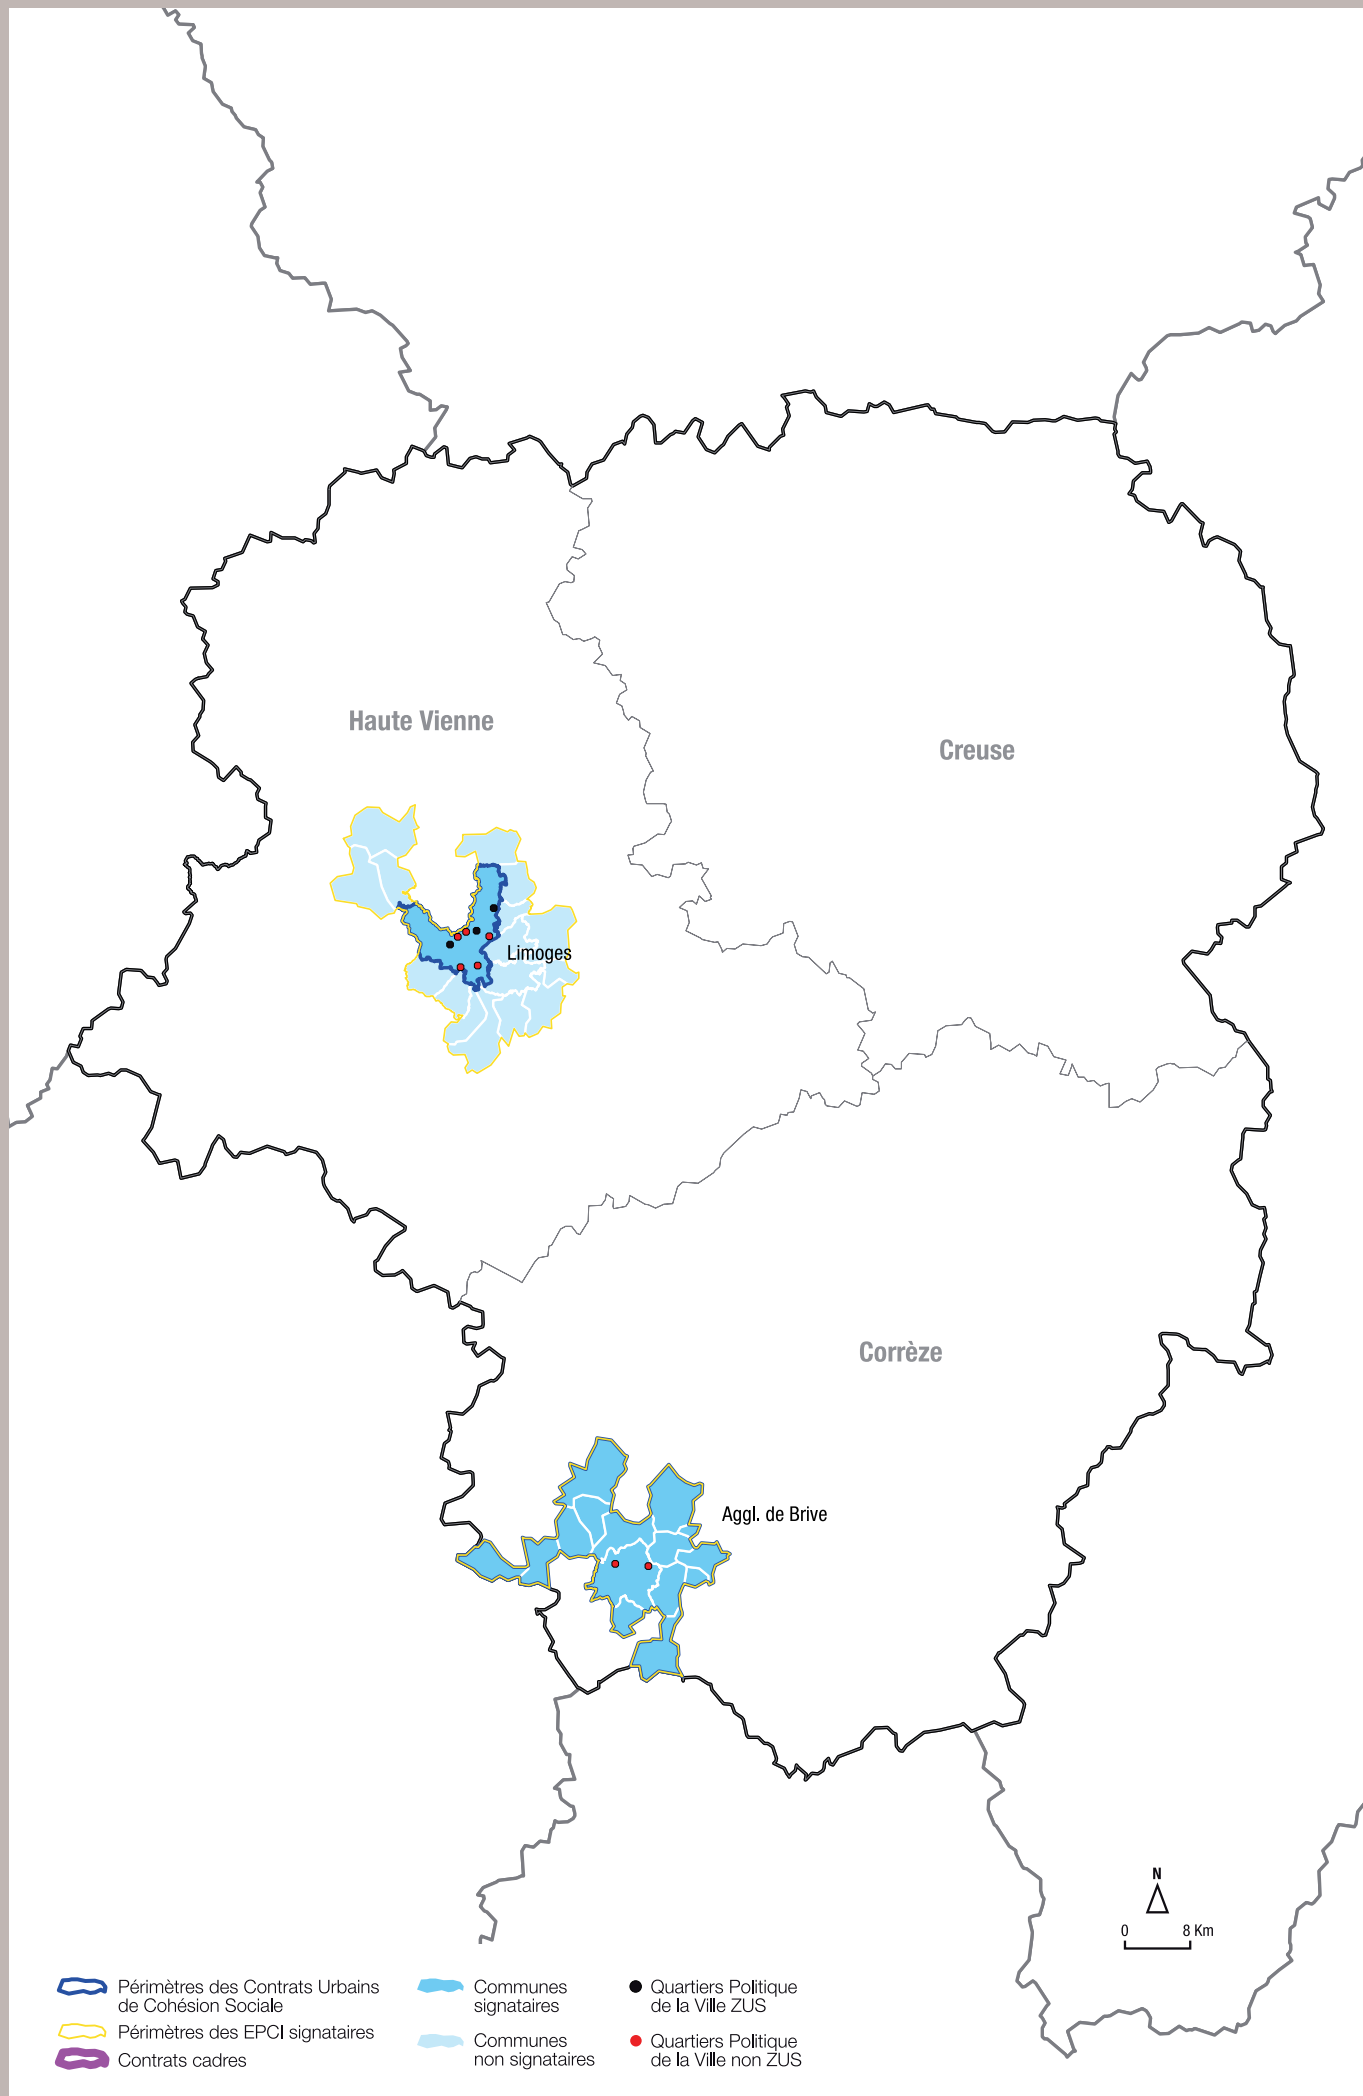 Haute Vienne
Creuse
Limoges
Corrèze
Aggl. de Brive
N
0 8 Km
Périmètres des Contrats Urbains
de Cohésion Sociale
Périmètres des EPCI signataires
Contrats cadres
Communes
signataires
Communes
non signataires
Quartiers Politique
de la Ville ZUS
Quartiers Politique
de la Ville non ZUS